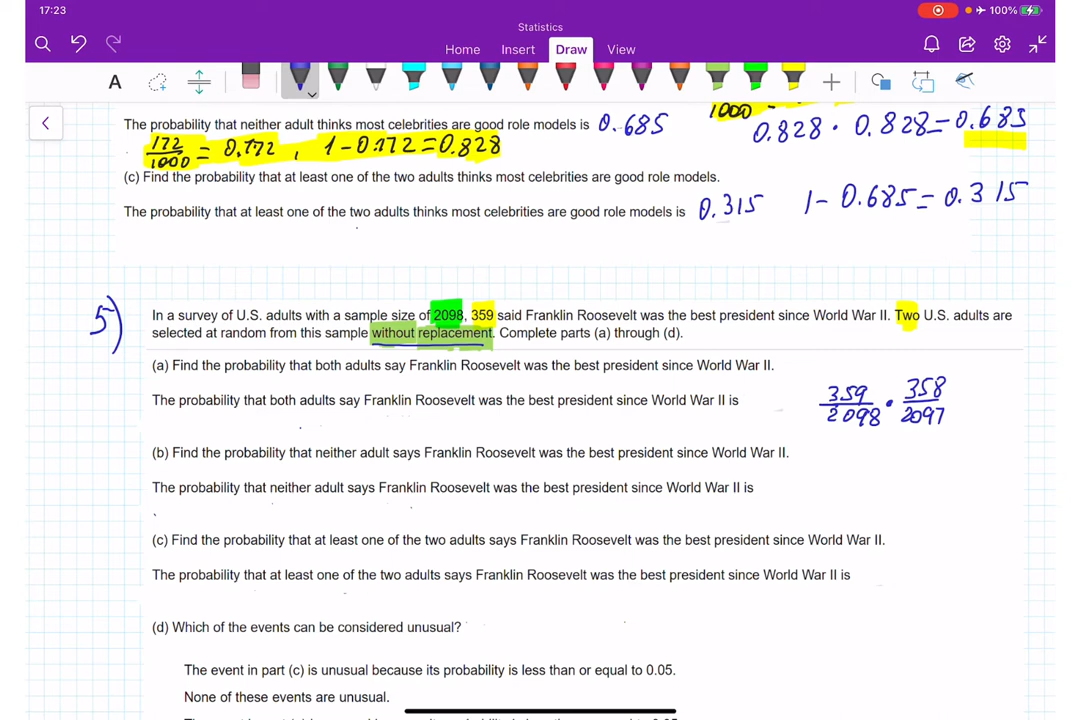 17:23
100%
Statistics
Home Insert Draw View
A
1000
The probability that neither adult thinks most celebrities are good role models is 0.685
0.828 · 0.828 = 0.685
172/1000 = 0.172 , 1-0.172 = 0.828
(c) Find the probability that at least one of the two adults thinks most celebrities are good role models.
The probability that at least one of the two adults thinks most celebrities are good role models is 0.315
1 - 0.685 = 0.315
5)
In a survey of U.S. adults with a sample size of 2098, 359 said Franklin Roosevelt was the best president since World War II. Two U.S. adults are
selected at random from this sample without replacement. Complete parts (a) through (d).
(a) Find the probability that both adults say Franklin Roosevelt was the best president since World War II.
The probability that both adults say Franklin Roosevelt was the best president since World War II is
359/2098 · 358/2097
(b) Find the probability that neither adult says Franklin Roosevelt was the best president since World War II.
The probability that neither adult says Franklin Roosevelt was the best president since World War II is
(c) Find the probability that at least one of the two adults says Franklin Roosevelt was the best president since World War II.
The probability that at least one of the two adults says Franklin Roosevelt was the best president since World War II is
(d) Which of the events can be considered unusual?
The event in part (c) is unusual because its probability is less than or equal to 0.05.
None of these events are unusual.